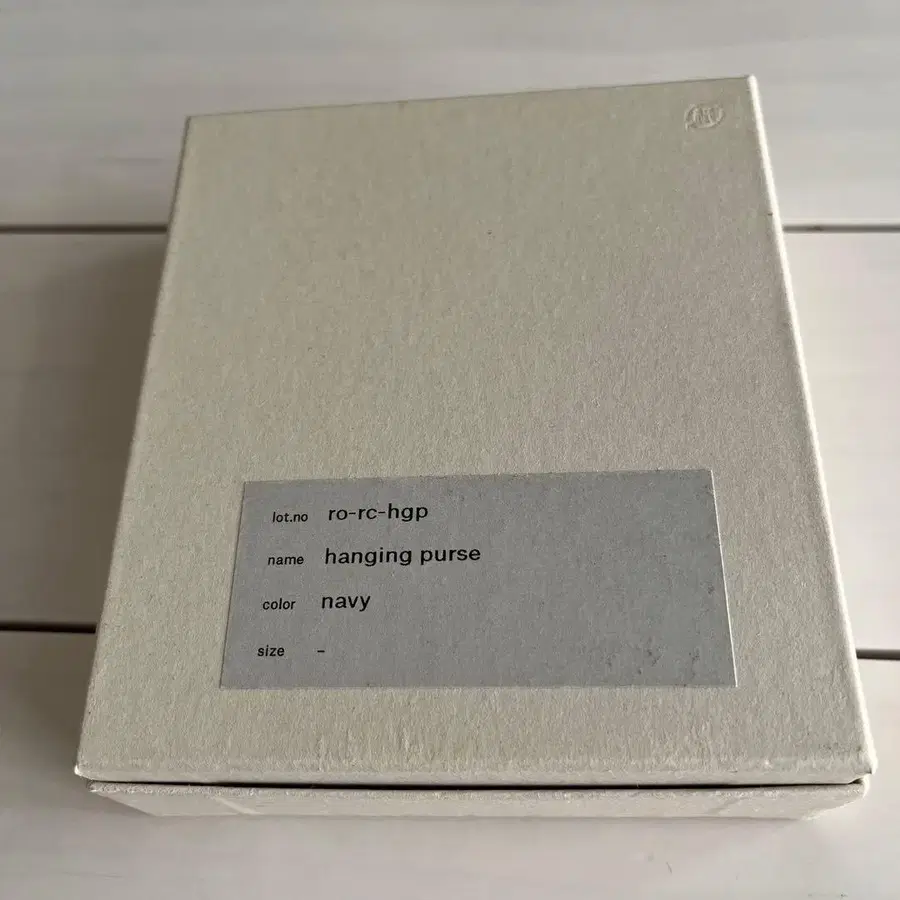 lot.no ro-rc-hgp
name hanging purse
color navy
size -